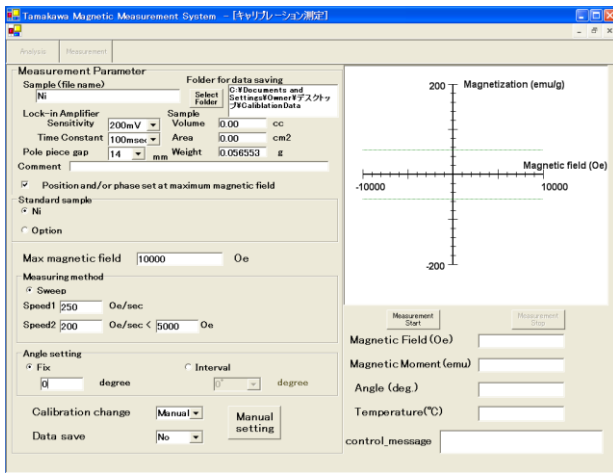 Tamakawa Magnetic Measurement System - [キャリブレーション測定]
Analysis Measurement
Measurement Parameter
Sample (file name)
Ni
Folder for data saving
Select Folder
C:¥Documents and
Settings¥Owner¥デスクトッ
プ¥CaliblationData
Lock-in Amplifier
Sensitivity 200mV
Time Constant 100msec
Pole piece gap 14 mm
Sample
Volume 0.00 cc
Area 0.00 cm2
Weight 0.056553 g
Comment
Position and/or phase set at maximum magnetic field
Standard sample
Ni
Option
Max magnetic field 10000 Oe
Measuring method
Sweep
Speed1 250 Oe/sec
Speed2 200 Oe/sec < 5000 Oe
Angle setting
Fix
0 degree
Interval
0° degree
Calibration change Manual
Data save No
Manual
setting
200
Magnetization (emu/g)
Magnetic field (Oe)
-10000
10000
-200
Measurement
Start
Measurement
Stop
Magnetic Field (Oe)
Magnetic Moment (emu)
Angle (deg.)
Temperature(℃)
control_message